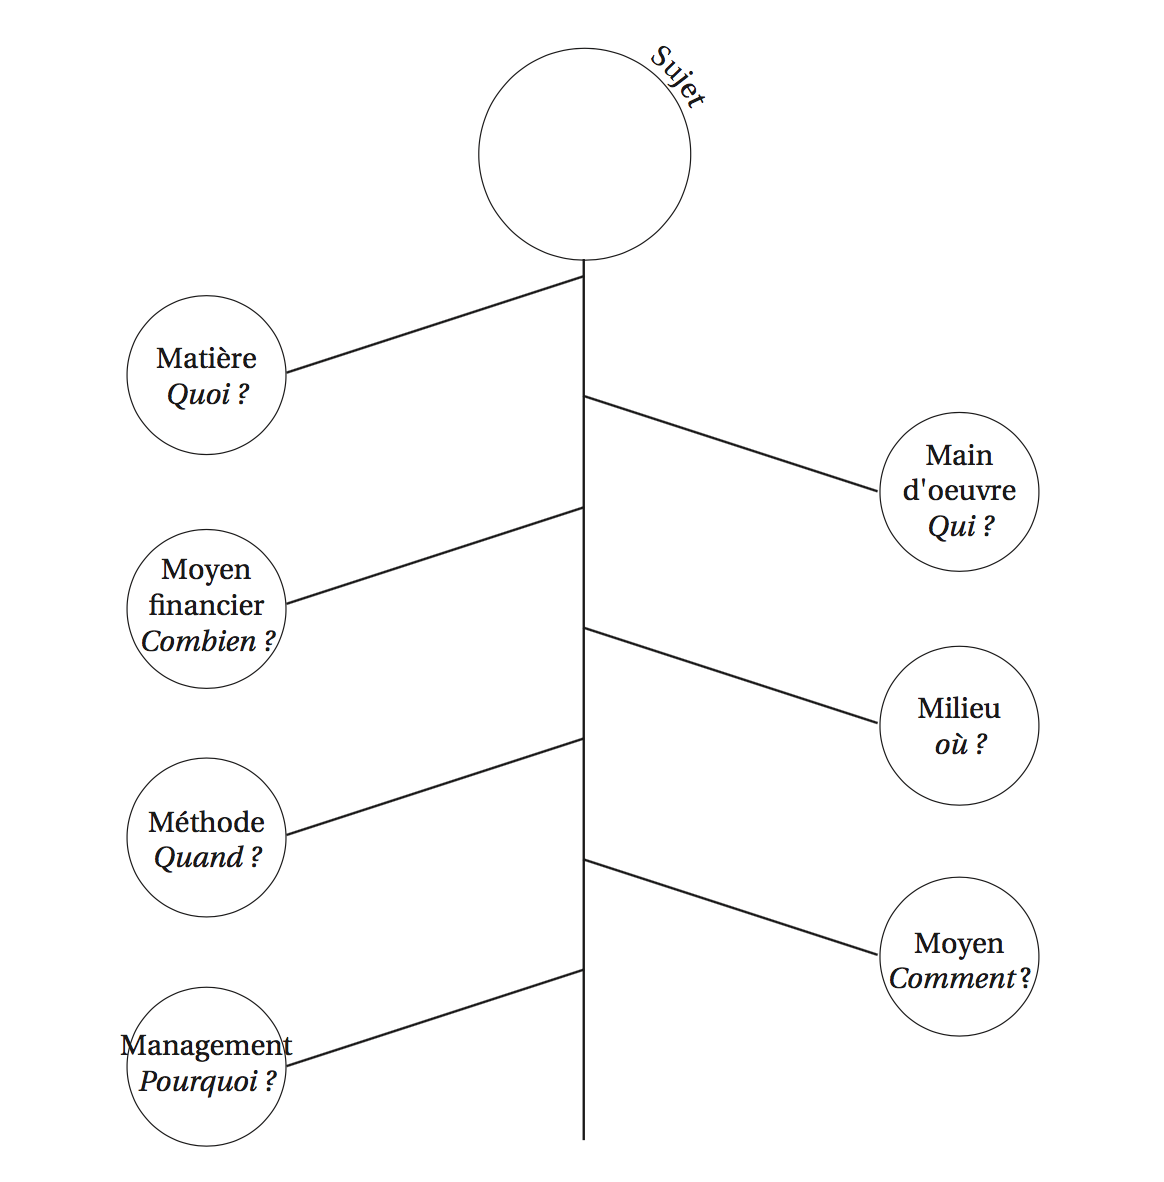 Sujet
Matière
Quoi ?
Main
d'oeuvre
Qui ?
Moyen
financier
Combien ?
Milieu
où ?
Méthode
Quand ?
Moyen
Comment ?
Management
Pourquoi ?